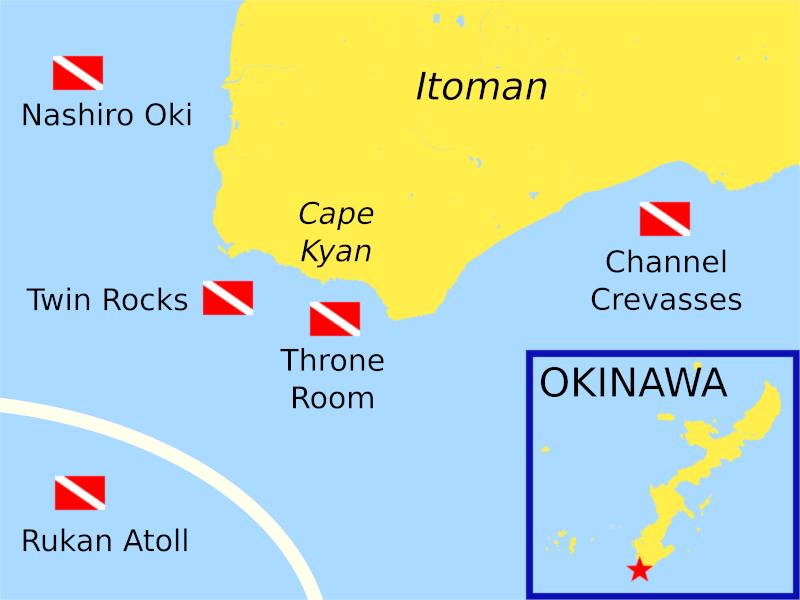 Itoman
Nashiro Oki
Cape
Kyan
Channel
Crevasses
Twin Rocks
Throne
Room
OKINAWA
Rukan Atoll